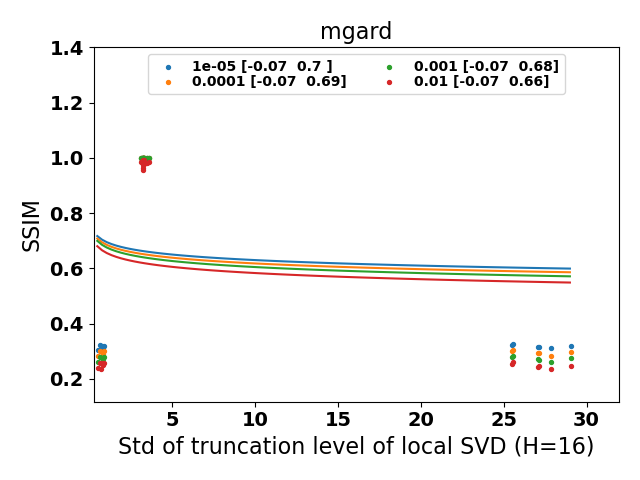 mgard
1e-05 [-0.07  0.7 ]
0.0001 [-0.07  0.69]
0.001 [-0.07  0.68]
0.01 [-0.07  0.66]
SSIM
1.4
1.2
1.0
0.8
0.6
0.4
0.2
5 10 15 20 25 30
Std of truncation level of local SVD (H=16)